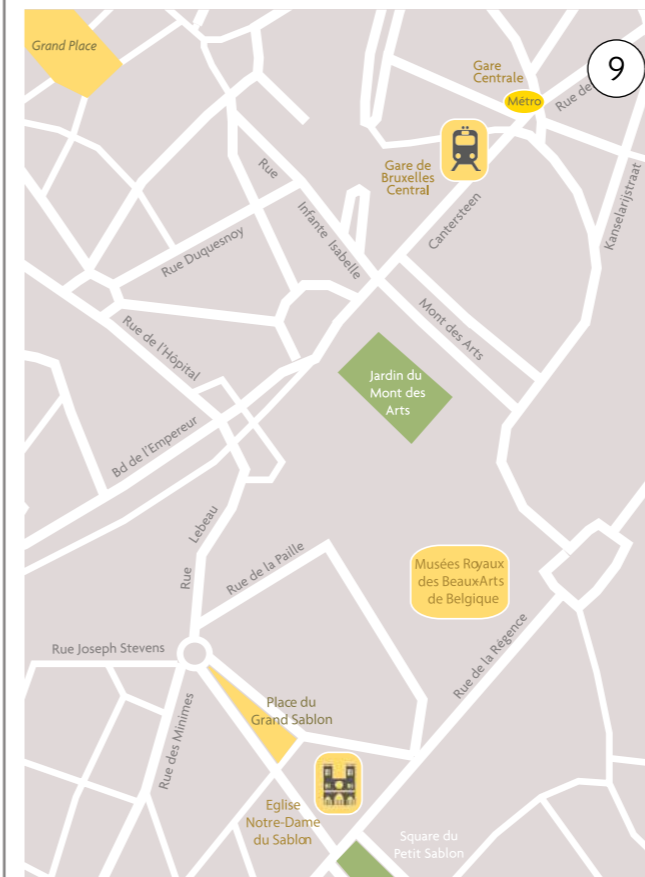 Grand Place
Gare
Centrale
9
Métro
Rue de
Gare de
Bruxelles
Central
Rue
Infante Isabelle
Cantersteen
Kanselarijstraat
Rue Duquesnoy
Mont des Arts
Rue de l'Hôpital
Jardin du
Mont des
Arts
Bd de l'Empereur
Rue Lebeau
Rue de la Paille
Musées Royaux
des BeauxArts
de Belgique
Rue Joseph Stevens
Rue de la Régence
Place du
Grand Sablon
Rue des Minimes
Eglise
Notre-Dame
du Sablon
Square du
Petit Sablon